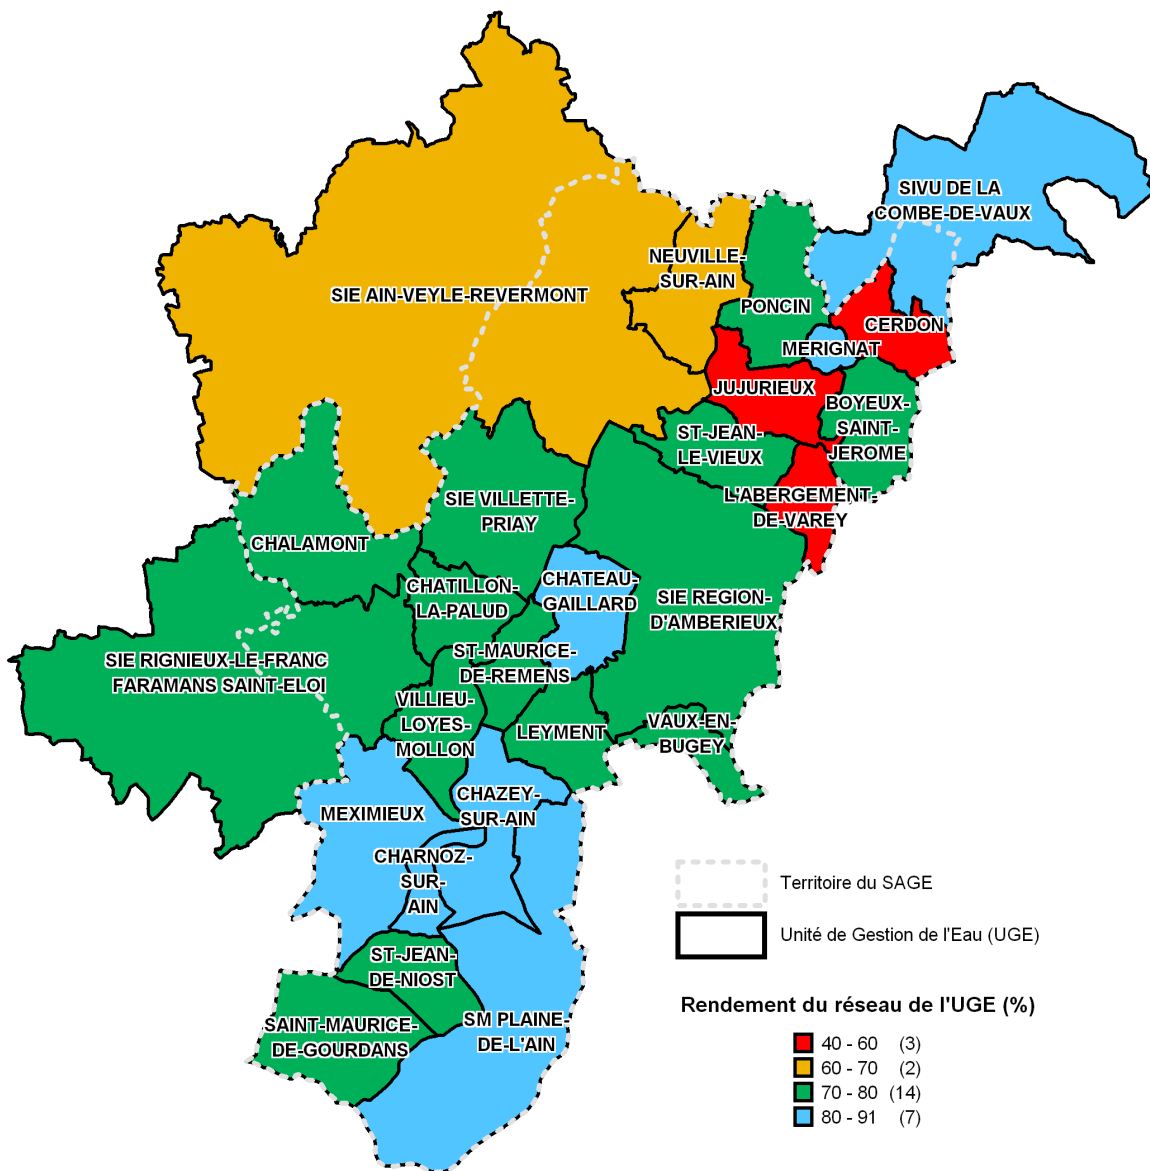 SIVU DE LA
COMBE-DE-VAUX
NEUVILLE-
SUR-AIN
SIE AIN-VEYLE-REVERMONT
PONCIN
CERDON
MERIGNAT
JUJURIEUX
BOYEUX-
SAINT-
JEROME
ST-JEAN-
LE-VIEUX
L'ABERGEMENT-
DE-VAREY
SIE VILLETTE-
PRIAY
CHALAMONT
CHATILLON-
LA-PALUD
CHATEAU-
GAILLARD
SIE REGION-
D'AMBERIEUX
ST-MAURICE-
DE-REMENS
SIE RIGNIEUX-LE-FRANC
FARAMANS SAINT-ELOI
VILLIEU-
LOYES-
MOLLON
LEYMENT
VAUX-EN-
BUGEY
MEXIMIEUX
CHAZEY-
SUR-AIN
CHARNOZ-
SUR-
AIN
ST-JEAN-
DE-NIOST
SAINT-MAURICE-
DE-GOURDANS
SM PLAINE-
DE-L'AIN
Territoire du SAGE
Unité de Gestion de l'Eau (UGE)
Rendement du réseau de l'UGE (%)
40 - 60 (3)
60 - 70 (2)
70 - 80 (14)
80 - 91 (7)